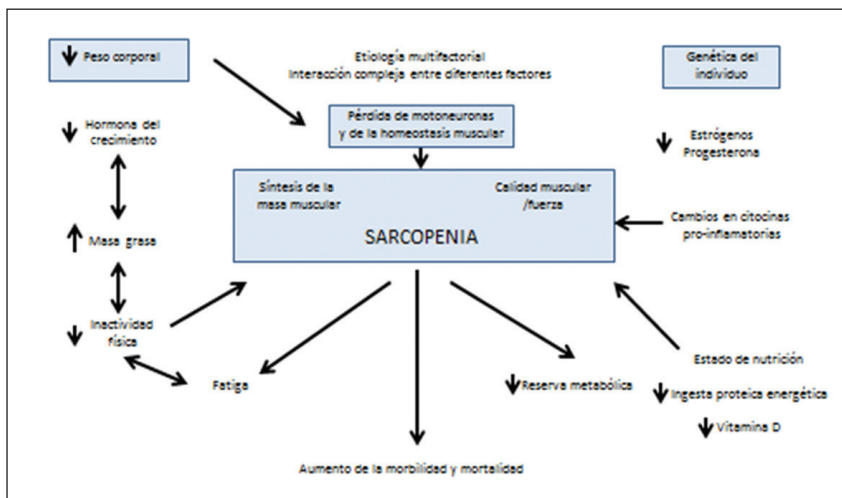 Peso corporal
Etiología multifactorial
Interacción compleja entre diferentes factores
Genética del
individuo
Pérdida de motoneuronas
y de la homeostasis muscular
Hormona del
crecimiento
Estrógenos
Progesterona
Síntesis de la
masa muscular
Calidad muscular
/fuerza
SARCOPENIA
Cambios en citocinas
pro-inflamatorias
Masa grasa
Inactividad
física
Fatiga
Reserva metabólica
Estado de nutrición
Ingesta proteica energética
Vitamina D
Aumento de la morbilidad y mortalidad